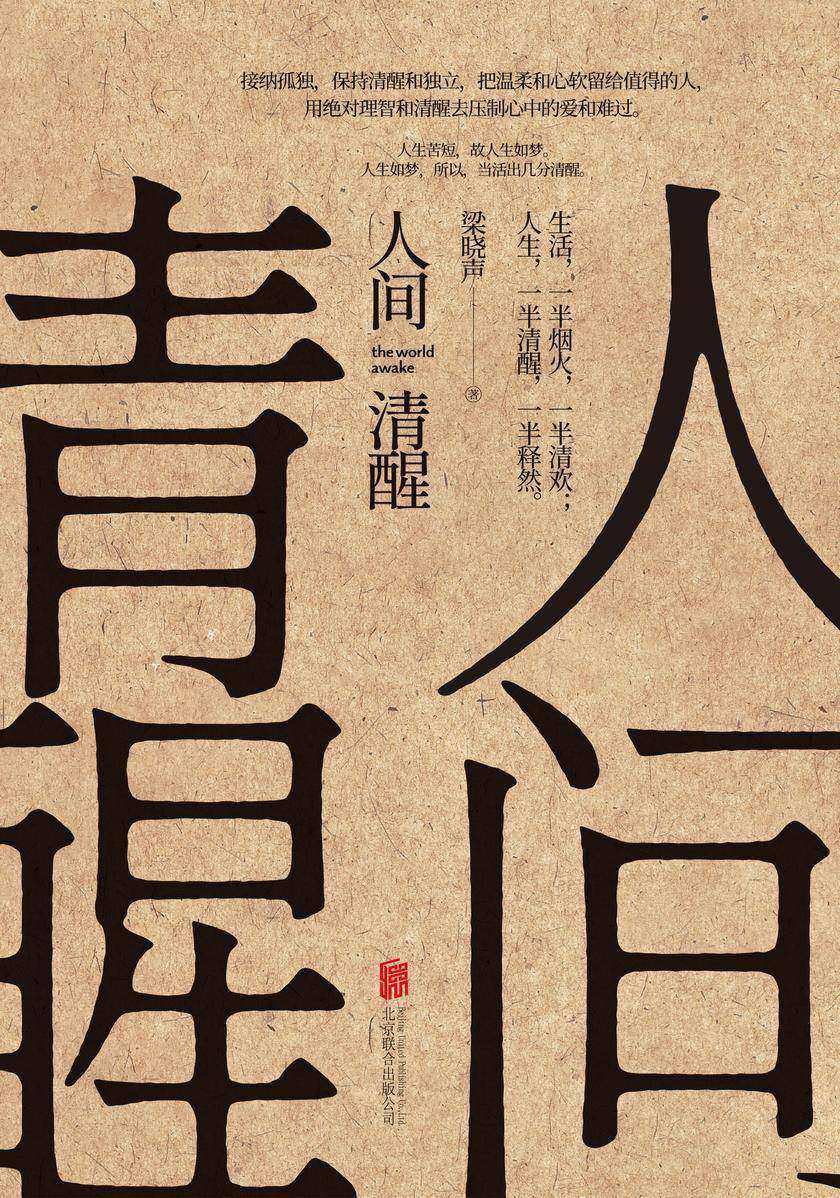 接纳孤独，保持清醒和独立，把温柔和心软留给值得的人，
用绝对理智和清醒去压制心中的爱和难过。
人生苦短，故人生如梦。
人生如梦，所以，当活出几分清醒。
人间
清醒
生活，一半烟火，一半清欢；
人生，一半清醒，一半释然。
梁晓声 著
人间
the world
awake
清醒
北京联合出版公司
Beijing United Publishing Co.,Ltd.